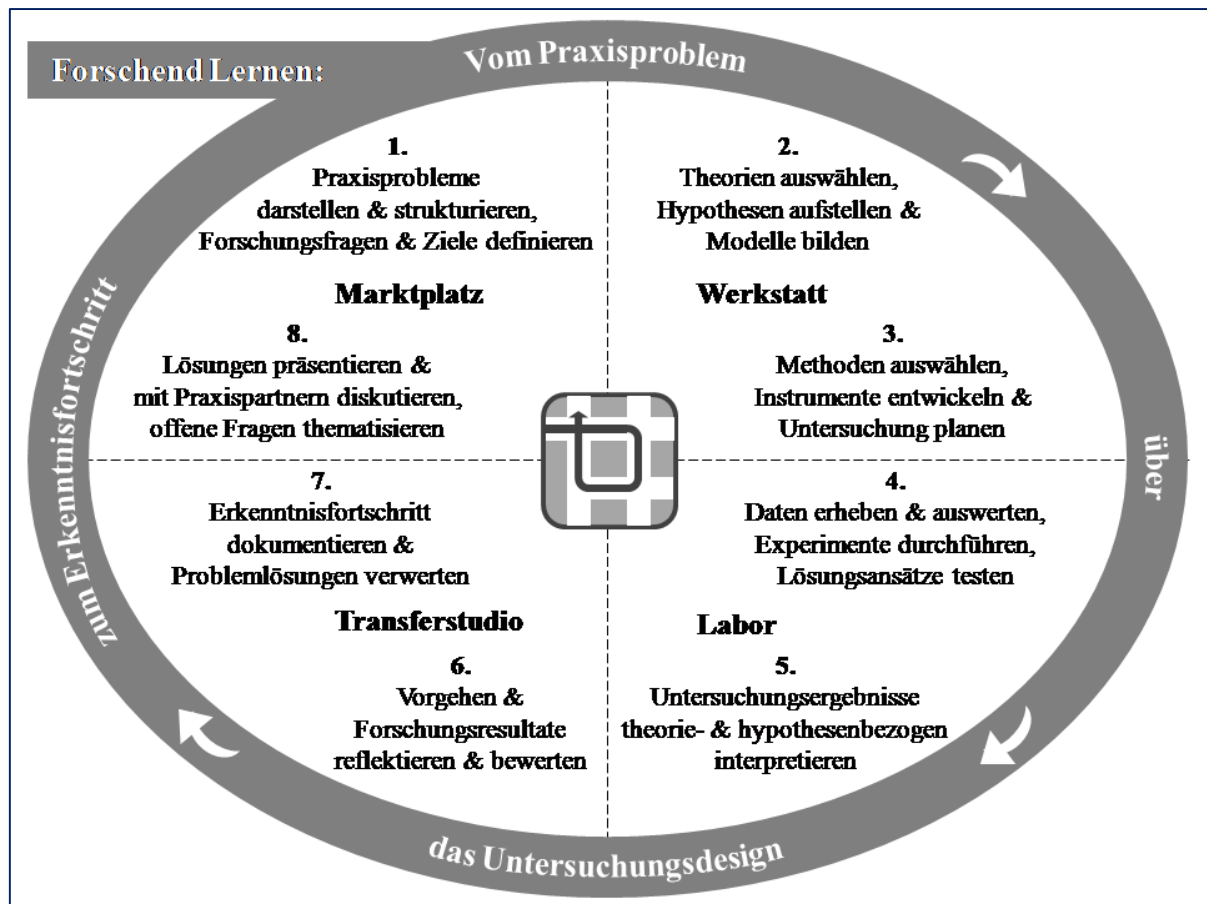 Forschend Lernen:
Vom Praxisproblem
über
das Untersuchungsdesign
zum Erkenntnisfortschritt
1.
Praxisprobleme
darstellen & strukturieren,
Forschungsfragen & Ziele definieren
Marktplatz
2.
Theorien auswählen,
Hypothesen aufstellen &
Modelle bilden
Werkstatt
3.
Methoden auswählen,
Instrumente entwickeln &
Untersuchung planen
4.
Daten erheben & auswerten,
Experimente durchführen,
Lösungsansätze testen
Labor
5.
Untersuchungsergebnisse
theorie- & hypothesenbezogen
interpretieren
6.
Vorgehen &
Forschungsresultate
reflektieren & bewerten
Transferstudio
7.
Erkenntnisfortschritt
dokumentieren &
Problemlösungen verwerten
8.
Lösungen präsentieren &
mit Praxispartnern diskutieren,
offene Fragen thematisieren